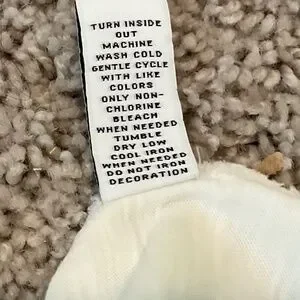 TURN INSIDE
OUT
MACHINE
WASH COLD
GENTLE CYCLE
WITH LIKE
COLORS
ONLY NON-
CHLORINE
BLEACH
WHEN NEEDED
TUMBLE
DRY LOW
COOL IRON
WHEN NEEDED
DO NOT IRON
DECORATION